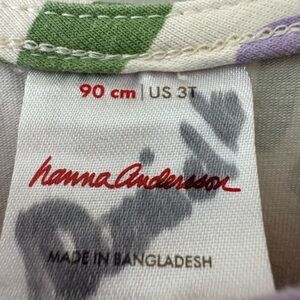 90 cm | US 3T
hanna andersson
MADE IN BANGLADESH